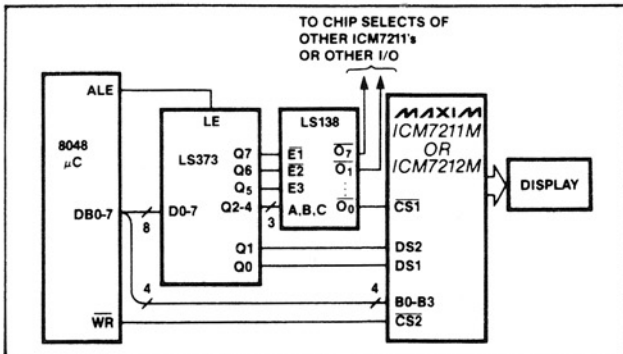 TO CHIP SELECTS OF
OTHER ICM7211's
OR OTHER I/O
ALE
8048
µC
DB0-7
WR
8
LE
LS373
D0-7
Q7
Q6
Q5
Q2-4
Q1
Q0
3
LS138
E1
E2
E3
A,B,C
O7
O1
O0
MAXIM
ICM7211M
OR
ICM7212M
CS1
DS2
DS1
B0-B3
CS2
4
4
DISPLAY